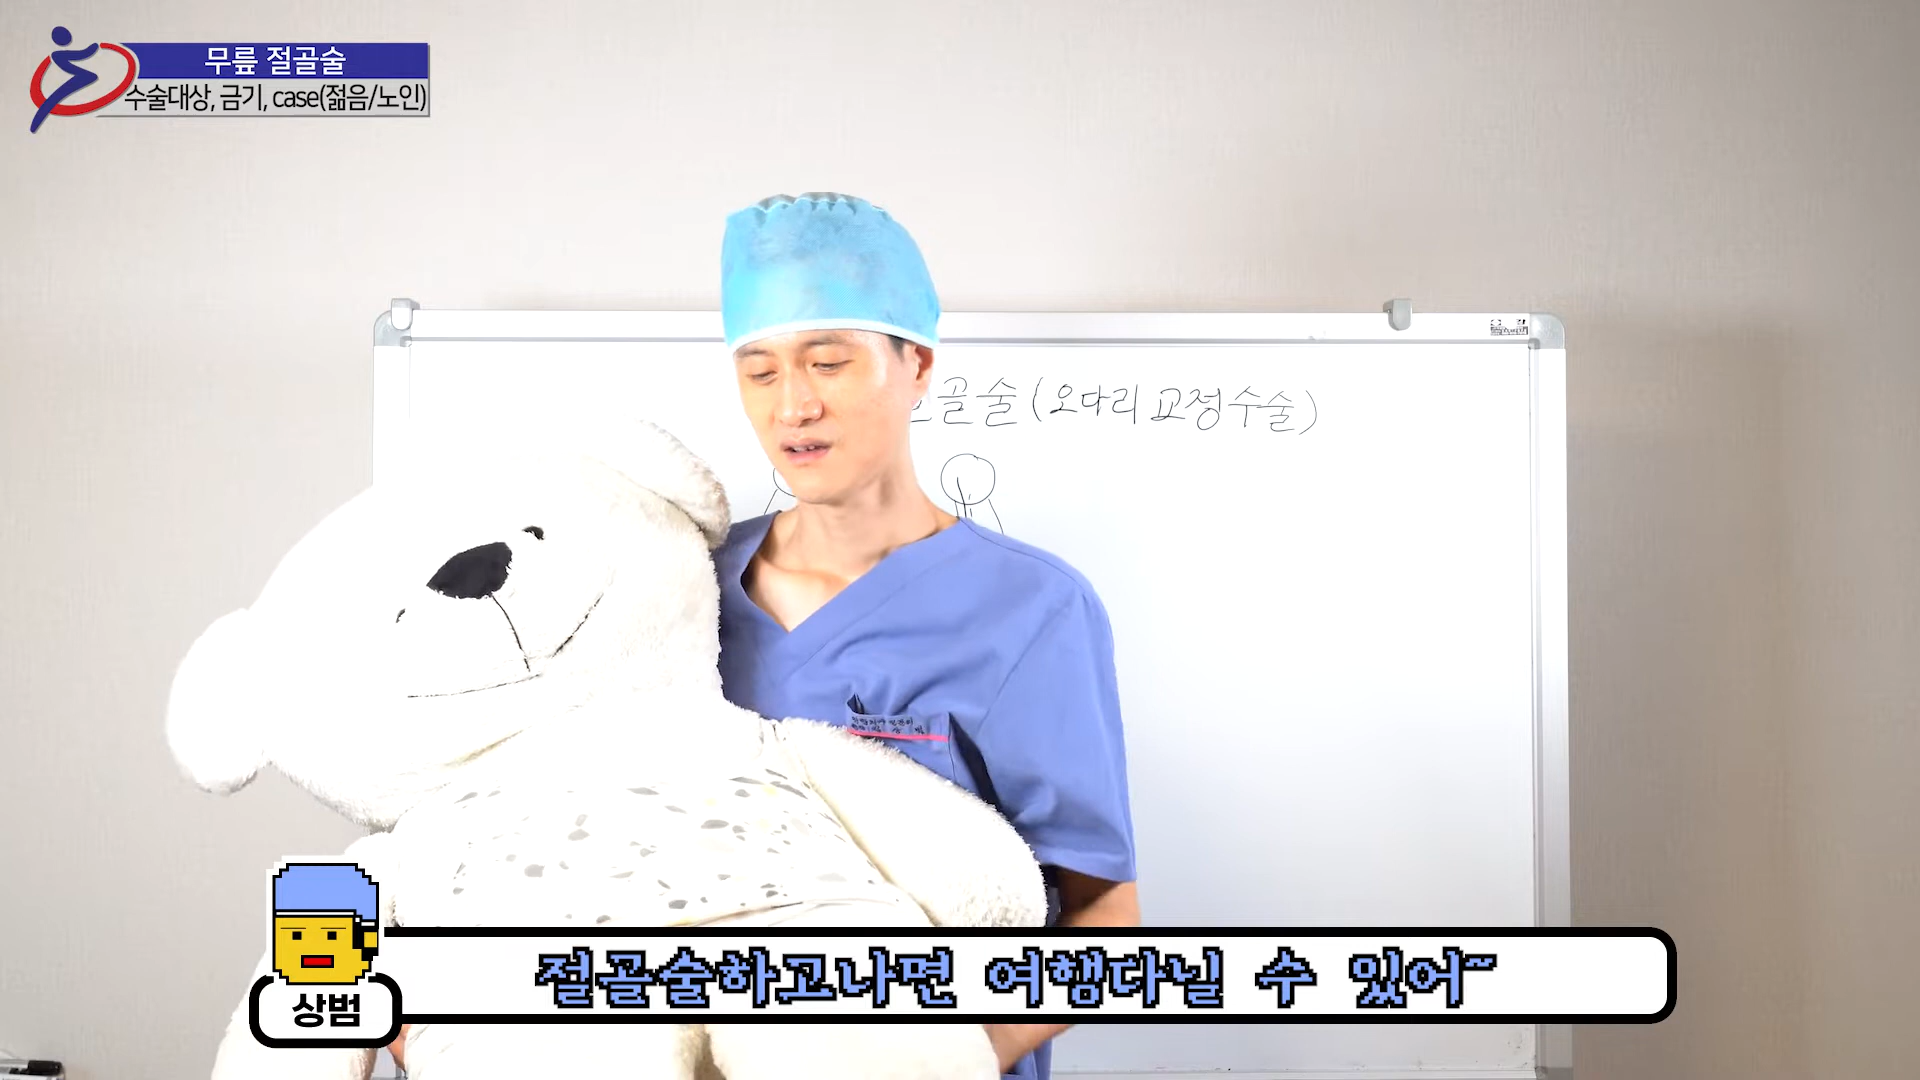 무릎 절골술
수술대상, 금기, case(젊음/노인)
골술(오다리 교정수술)
상범
절골술하고나면 여행다닐 수 있어~